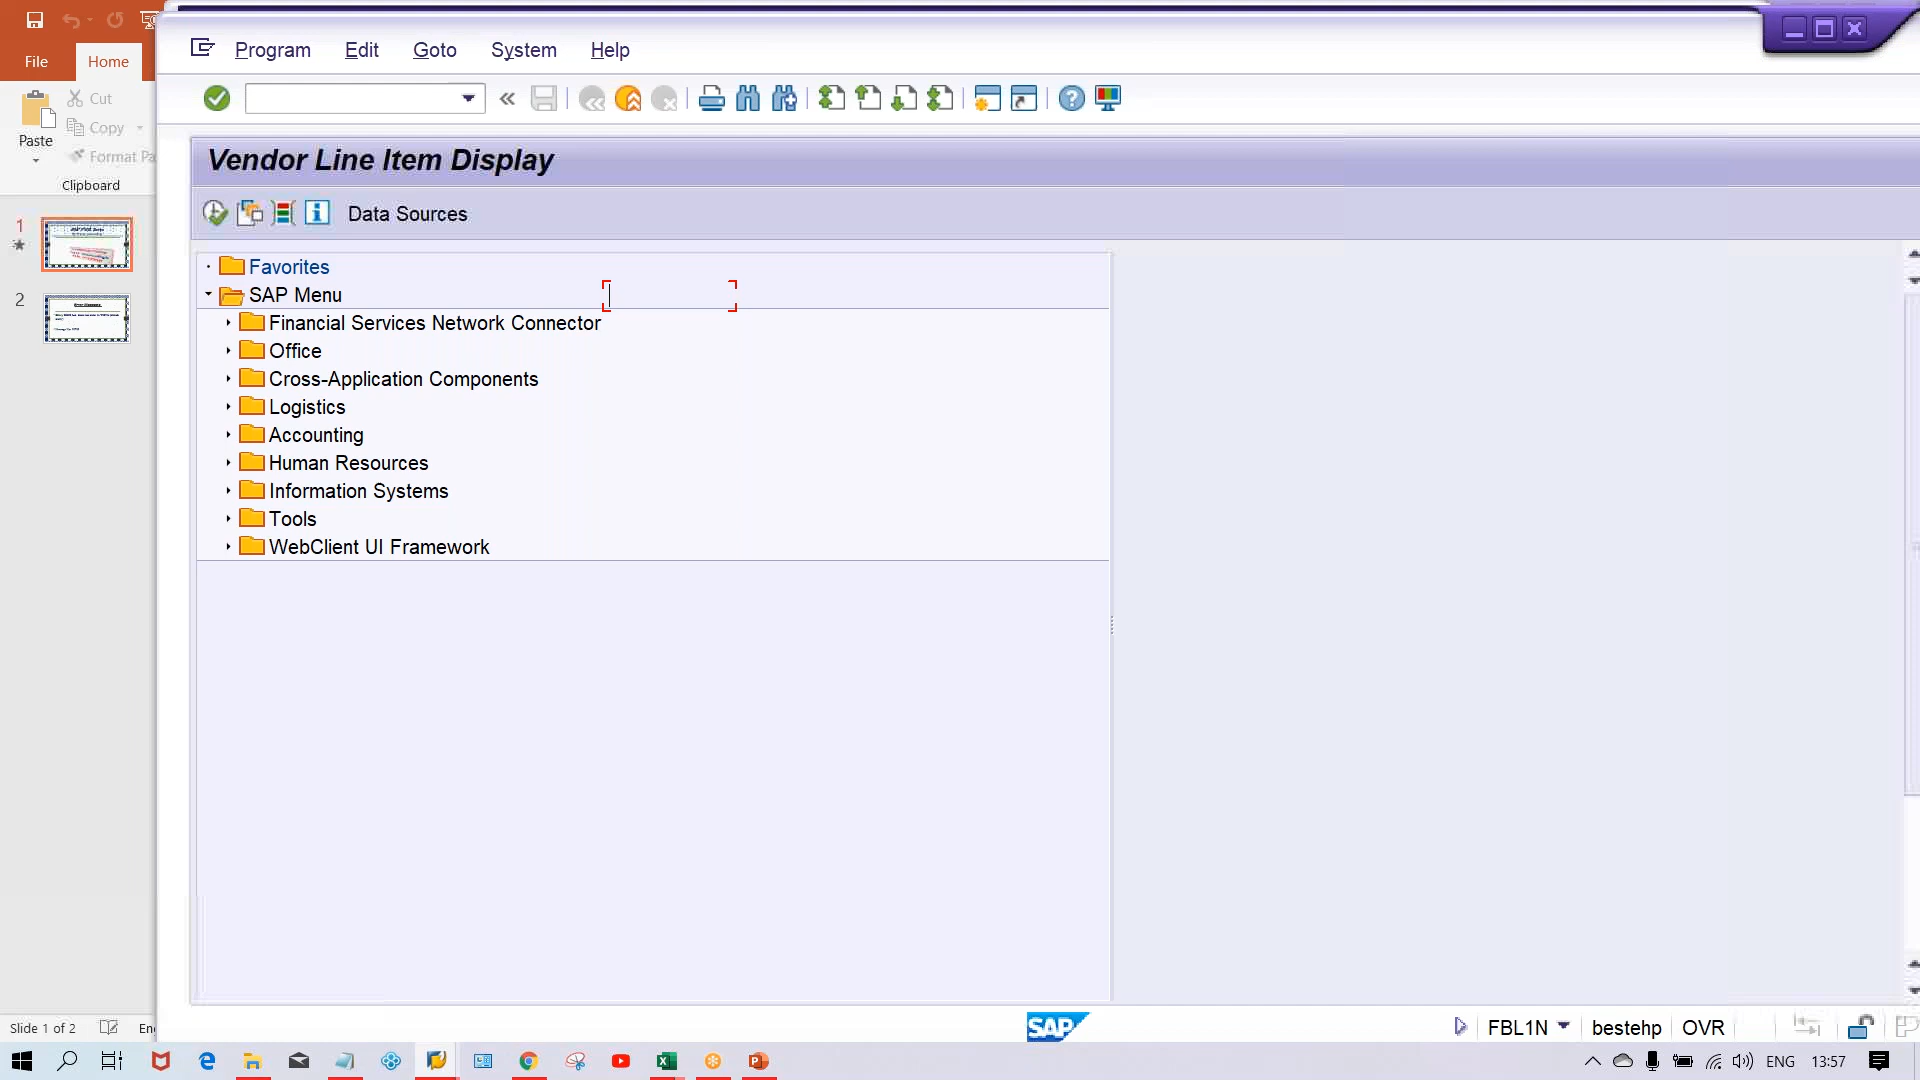 File
Home
Cut
Copy
Paste
Format Pa
Clipboard
1
2
Slide 1 of 2
Program
Edit
Goto
System
Help
Vendor Line Item Display
Data Sources
Favorites
SAP Menu
Financial Services Network Connector
Office
Cross-Application Components
Logistics
Accounting
Human Resources
Information Systems
Tools
WebClient UI Framework
SAP
FBL1N
bestehp
OVR
ENG
13:57